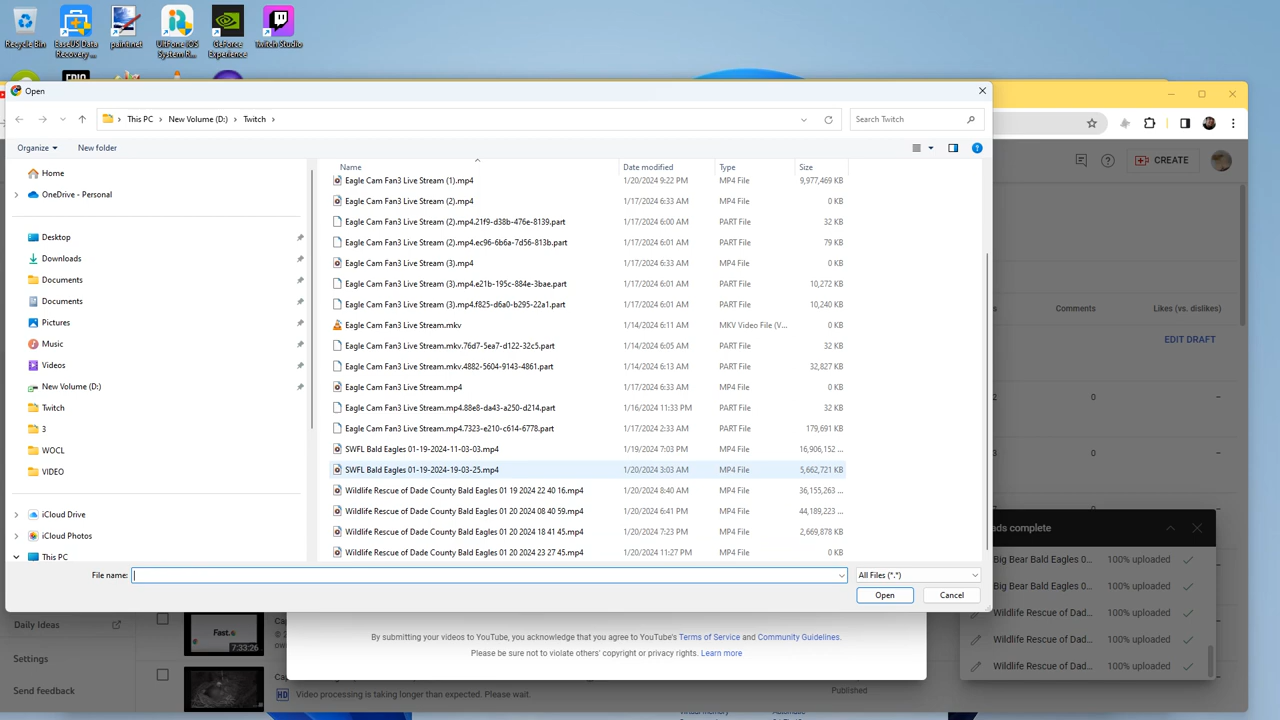 Recycle Bin
EaseUS Data Recovery ...
paint.net
UltFone iOS System R...
GeForce Experience
Twitch Studio
Open
This PC
New Volume (D:)
Twitch
Search Twitch
Organize
New folder
CREATE
Name
Date modified
Type
Size
Home
OneDrive - Personal
Desktop
Downloads
Documents
Documents
Pictures
Music
Videos
New Volume (D:)
Twitch
3
WOCL
VIDEO
iCloud Drive
iCloud Photos
This PC
Eagle Cam Fan3 Live Stream (1).mp4 1/20/2024 9:22 PM MP4 File 9,977,469 KB
Eagle Cam Fan3 Live Stream (2).mp4 1/17/2024 6:33 AM MP4 File 0 KB
Eagle Cam Fan3 Live Stream (2).mp4.21f9-d38b-476e-8139.part 1/17/2024 6:00 AM PART File 32 KB
Eagle Cam Fan3 Live Stream (2).mp4.ec96-6b6a-7d56-813b.part 1/17/2024 6:01 AM PART File 79 KB
Eagle Cam Fan3 Live Stream (3).mp4 1/17/2024 6:33 AM MP4 File 0 KB
Eagle Cam Fan3 Live Stream (3).mp4.e21b-195c-884e-3bae.part 1/17/2024 6:01 AM PART File 10,272 KB
Eagle Cam Fan3 Live Stream (3).mp4.f825-d6a0-b295-22a1.part 1/17/2024 6:01 AM PART File 10,240 KB
Eagle Cam Fan3 Live Stream.mkv 1/14/2024 6:11 AM MKV Video File (V... 0 KB
Eagle Cam Fan3 Live Stream.mkv.76d7-5ea7-d122-32c5.part 1/14/2024 6:05 AM PART File 32 KB
Eagle Cam Fan3 Live Stream.mkv.4882-5604-9143-4861.part 1/14/2024 6:13 AM PART File 32,827 KB
Eagle Cam Fan3 Live Stream.mp4 1/17/2024 6:33 AM MP4 File 0 KB
Eagle Cam Fan3 Live Stream.mp4.88e8-da43-a250-d214.part 1/16/2024 11:33 PM PART File 32 KB
Eagle Cam Fan3 Live Stream.mp4.7323-e210-c614-6778.part 1/17/2024 2:33 AM PART File 179,691 KB
SWFL Bald Eagles 01-19-2024-11-03-03.mp4 1/19/2024 7:03 PM MP4 File 16,906,152 ...
SWFL Bald Eagles 01-19-2024-19-03-25.mp4 1/20/2024 3:03 AM MP4 File 5,662,721 KB
Wildlife Rescue of Dade County Bald Eagles 01 19 2024 22 40 16.mp4 1/20/2024 8:40 AM MP4 File 36,155,263 ...
Wildlife Rescue of Dade County Bald Eagles 01 20 2024 08 40 59.mp4 1/20/2024 6:41 PM MP4 File 44,189,223 ...
Wildlife Rescue of Dade County Bald Eagles 01 20 2024 18 41 45.mp4 1/20/2024 7:23 PM MP4 File 2,669,878 KB
Wildlife Rescue of Dade County Bald Eagles 01 20 2024 23 27 45.mp4 1/20/2024 11:27 PM MP4 File 0 KB
File name:
All Files (*.*)
Open
Cancel
Comments
Likes (vs. dislikes)
EDIT DRAFT
2 0 –
3 0 –
ads complete
Big Bear Bald Eagles 0... 100% uploaded
Big Bear Bald Eagles 0... 100% uploaded
Wildlife Rescue of Dad... 100% uploaded
Wildlife Rescue of Dad... 100% uploaded
Wildlife Rescue of Dad... 100% uploaded
By submitting your videos to YouTube, you acknowledge that you agree to YouTube's Terms of Service and Community Guidelines.
Please be sure not to violate others' copyright or privacy rights. Learn more
Daily Ideas
Settings
Send feedback
Fast.
7:33:26
HD Video processing is taking longer than expected. Please wait.
Published